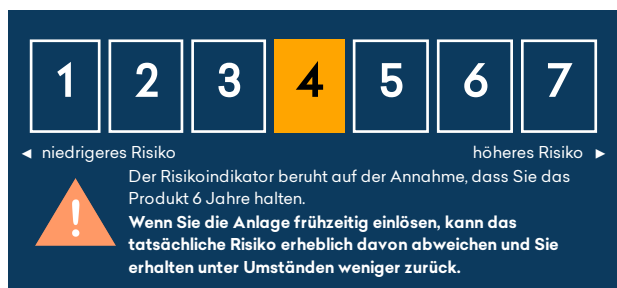 1 2 3 4 5 6 7
◄ niedrigeres Risiko höheres Risiko ►
Der Risikoindikator beruht auf der Annahme, dass Sie das
Produkt 6 Jahre halten.
Wenn Sie die Anlage frühzeitig einlösen, kann das
tatsächliche Risiko erheblich davon abweichen und Sie
erhalten unter Umständen weniger zurück.